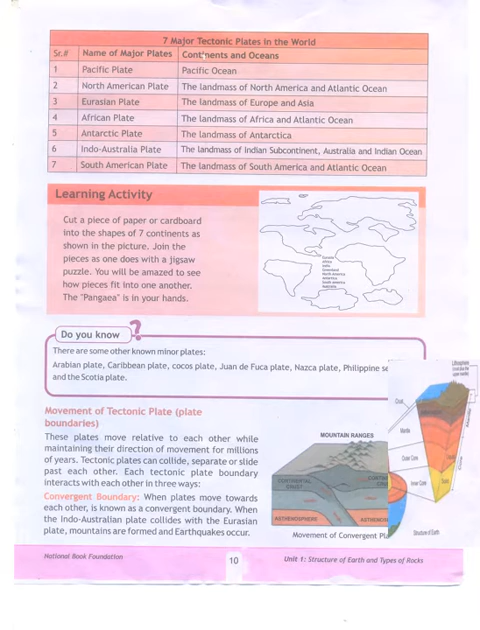 7 Major Tectonic Plates in the World
Sr.# Name of Major Plates Continents and Oceans
1 Pacific Plate Pacific Ocean
2 North American Plate The landmass of North America and Atlantic Ocean
3 Eurasian Plate The landmass of Europe and Asia
4 African Plate The landmass of Africa and Atlantic Ocean
5 Antarctic Plate The landmass of Antarctica
6 Indo-Australia Plate The landmass of Indian Subcontinent, Australia and Indian Ocean
7 South American Plate The landmass of South America and Atlantic Ocean
Learning Activity
Cut a piece of paper or cardboard
into the shapes of 7 continents as
shown in the picture. Join the
pieces as one does with a jigsaw
puzzle. You will be amazed to see
how pieces fit into one another.
The "Pangaea" is in your hands.
Africa
India
Greenland
North America
Antarctica
South America
Australia
Do you know ?
There are some other known minor plates:
Arabian plate, Caribbean plate, cocos plate, Juan de Fuca plate, Nazca plate, Philippine
and the Scotia plate.
Movement of Tectonic Plate (plate
boundaries)
These plates move relative to each other while
maintaining their direction of movement for millions
of years. Tectonic plates can collide, separate or slide
past each other. Each tectonic plate boundary
interacts with each other in three ways:
Convergent Boundary: When plates move towards
each other, is known as a convergent boundary. When
the Indo-Australian plate collides with the Eurasian
plate, mountains are formed and Earthquakes occur.
MOUNTAIN RANGES
CONTINENTAL
CRUST
ASTHENOSPHERE
Movement of Convergent
Lithosphere
Crust
Mantle
Outer Core
Inner Core
Structure of Earth
National Book Foundation
10
Unit 1: Structure of Earth and Types of Rocks